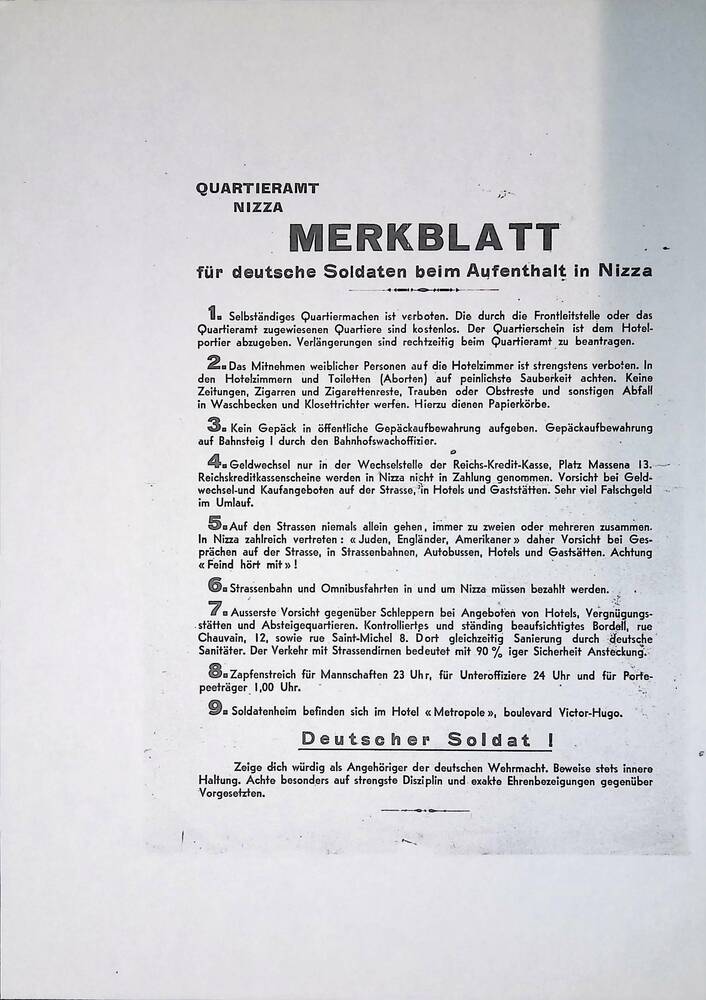 QUARTIERAMT
NIZZA
MERKBLATT
für deutsche Soldaten beim Aufenthalt in Nizza
1. Selbständiges Quartiermachen ist verboten. Die durch die Frontleitstelle oder das
Quartieramt zugewiesenen Quartiere sind kostenlos. Der Quartierschein ist dem Hotel-
portier abzugeben. Verlängerungen sind rechtzeitig beim Quartieramt zu beantragen.
2. Das Mitnehmen weiblicher Personen auf die Hotelzimmer ist strengstens verboten. In
den Hotelzimmern und Toiletten (Aborten) auf peinlichste Sauberkeit achten. Keine
Zeitungen, Zigarren und Zigarettenreste, Trauben oder Obstreste und sonstigen Abfall
in Waschbecken und Klosettrichter werfen. Hierzu dienen Papierkörbe.
3. Kein Gepäck in öffentliche Gepäckaufbewahrung aufgeben. Gepäckaufbewahrung
auf Bahnsteig I durch den Bahnhofswachoffizier.
4. Geldwechsel nur in der Wechselstelle der Reichs-Kredit-Kasse, Platz Massena 13.
Reichskreditkassenscheine werden in Nizza nicht in Zahlung genommen. Vorsicht bei Geld-
wechsel-und Kaufangeboten auf der Strasse, in Hotels und Gaststätten. Sehr viel Falschgeld
im Umlauf.
5. Auf den Strassen niemals allein gehen, immer zu zweien oder mehreren zusammen.
In Nizza zahlreich vertreten : « Juden, Engländer, Amerikaner » daher Vorsicht bei Ges-
prächen auf der Strasse, in Strassenbahnen, Autobussen, Hotels und Gastsätten. Achtung
« Feind hört mit » !
6. Strassenbahn und Omnibusfahrten in und um Nizza müssen bezahlt werden.
7. Ausserste Vorsicht gegenüber Schleppern bei Angeboten von Hotels, Vergnügungs-
stätten und Absteigequartieren. Kontrolliertes und ständing beaufsichtigtes Bordell, rue
Chauvain, 12, sowie rue Saint-Michel 8. Dort gleichzeitig Sanierung durch deutsche
Sanitäter. Der Verkehr mit Strassendirnen bedeutet mit 90 % iger Sicherheit Ansteckung.
8. Zapfenstreich für Mannschaften 23 Uhr, für Unteroffiziere 24 Uhr und für Porte-
peeträger 1,00 Uhr.
9. Soldatenheim befinden sich im Hotel « Metropole », boulevard Victor-Hugo.
Deutscher Soldat !
Zeige dich würdig als Angehöriger der deutschen Wehrmacht. Beweise stets innere
Haltung. Achte besonders auf strengste Disziplin und exakte Ehrenbezeigungen gegenüber
Vorgesetzten.